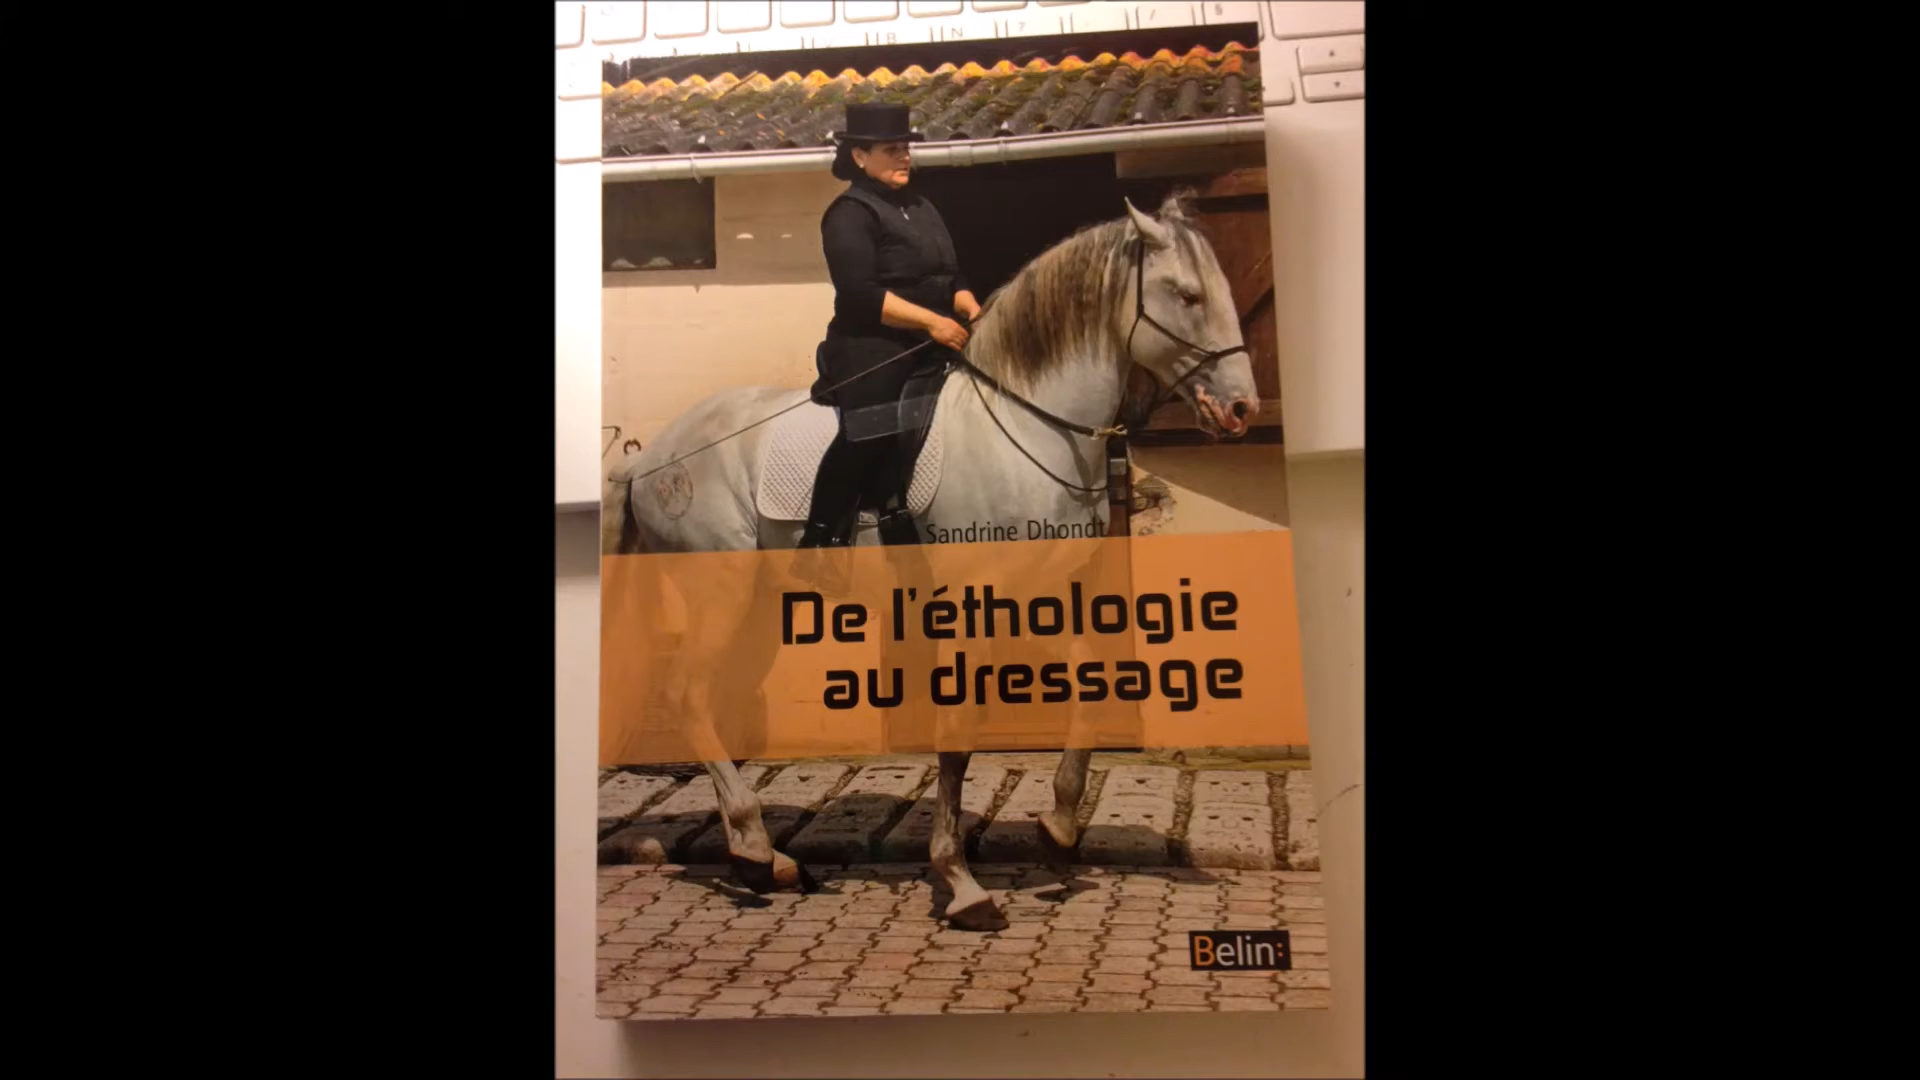 B N ?
Sandrine Dhondt
De l'éthologie
au dressage
Belin: